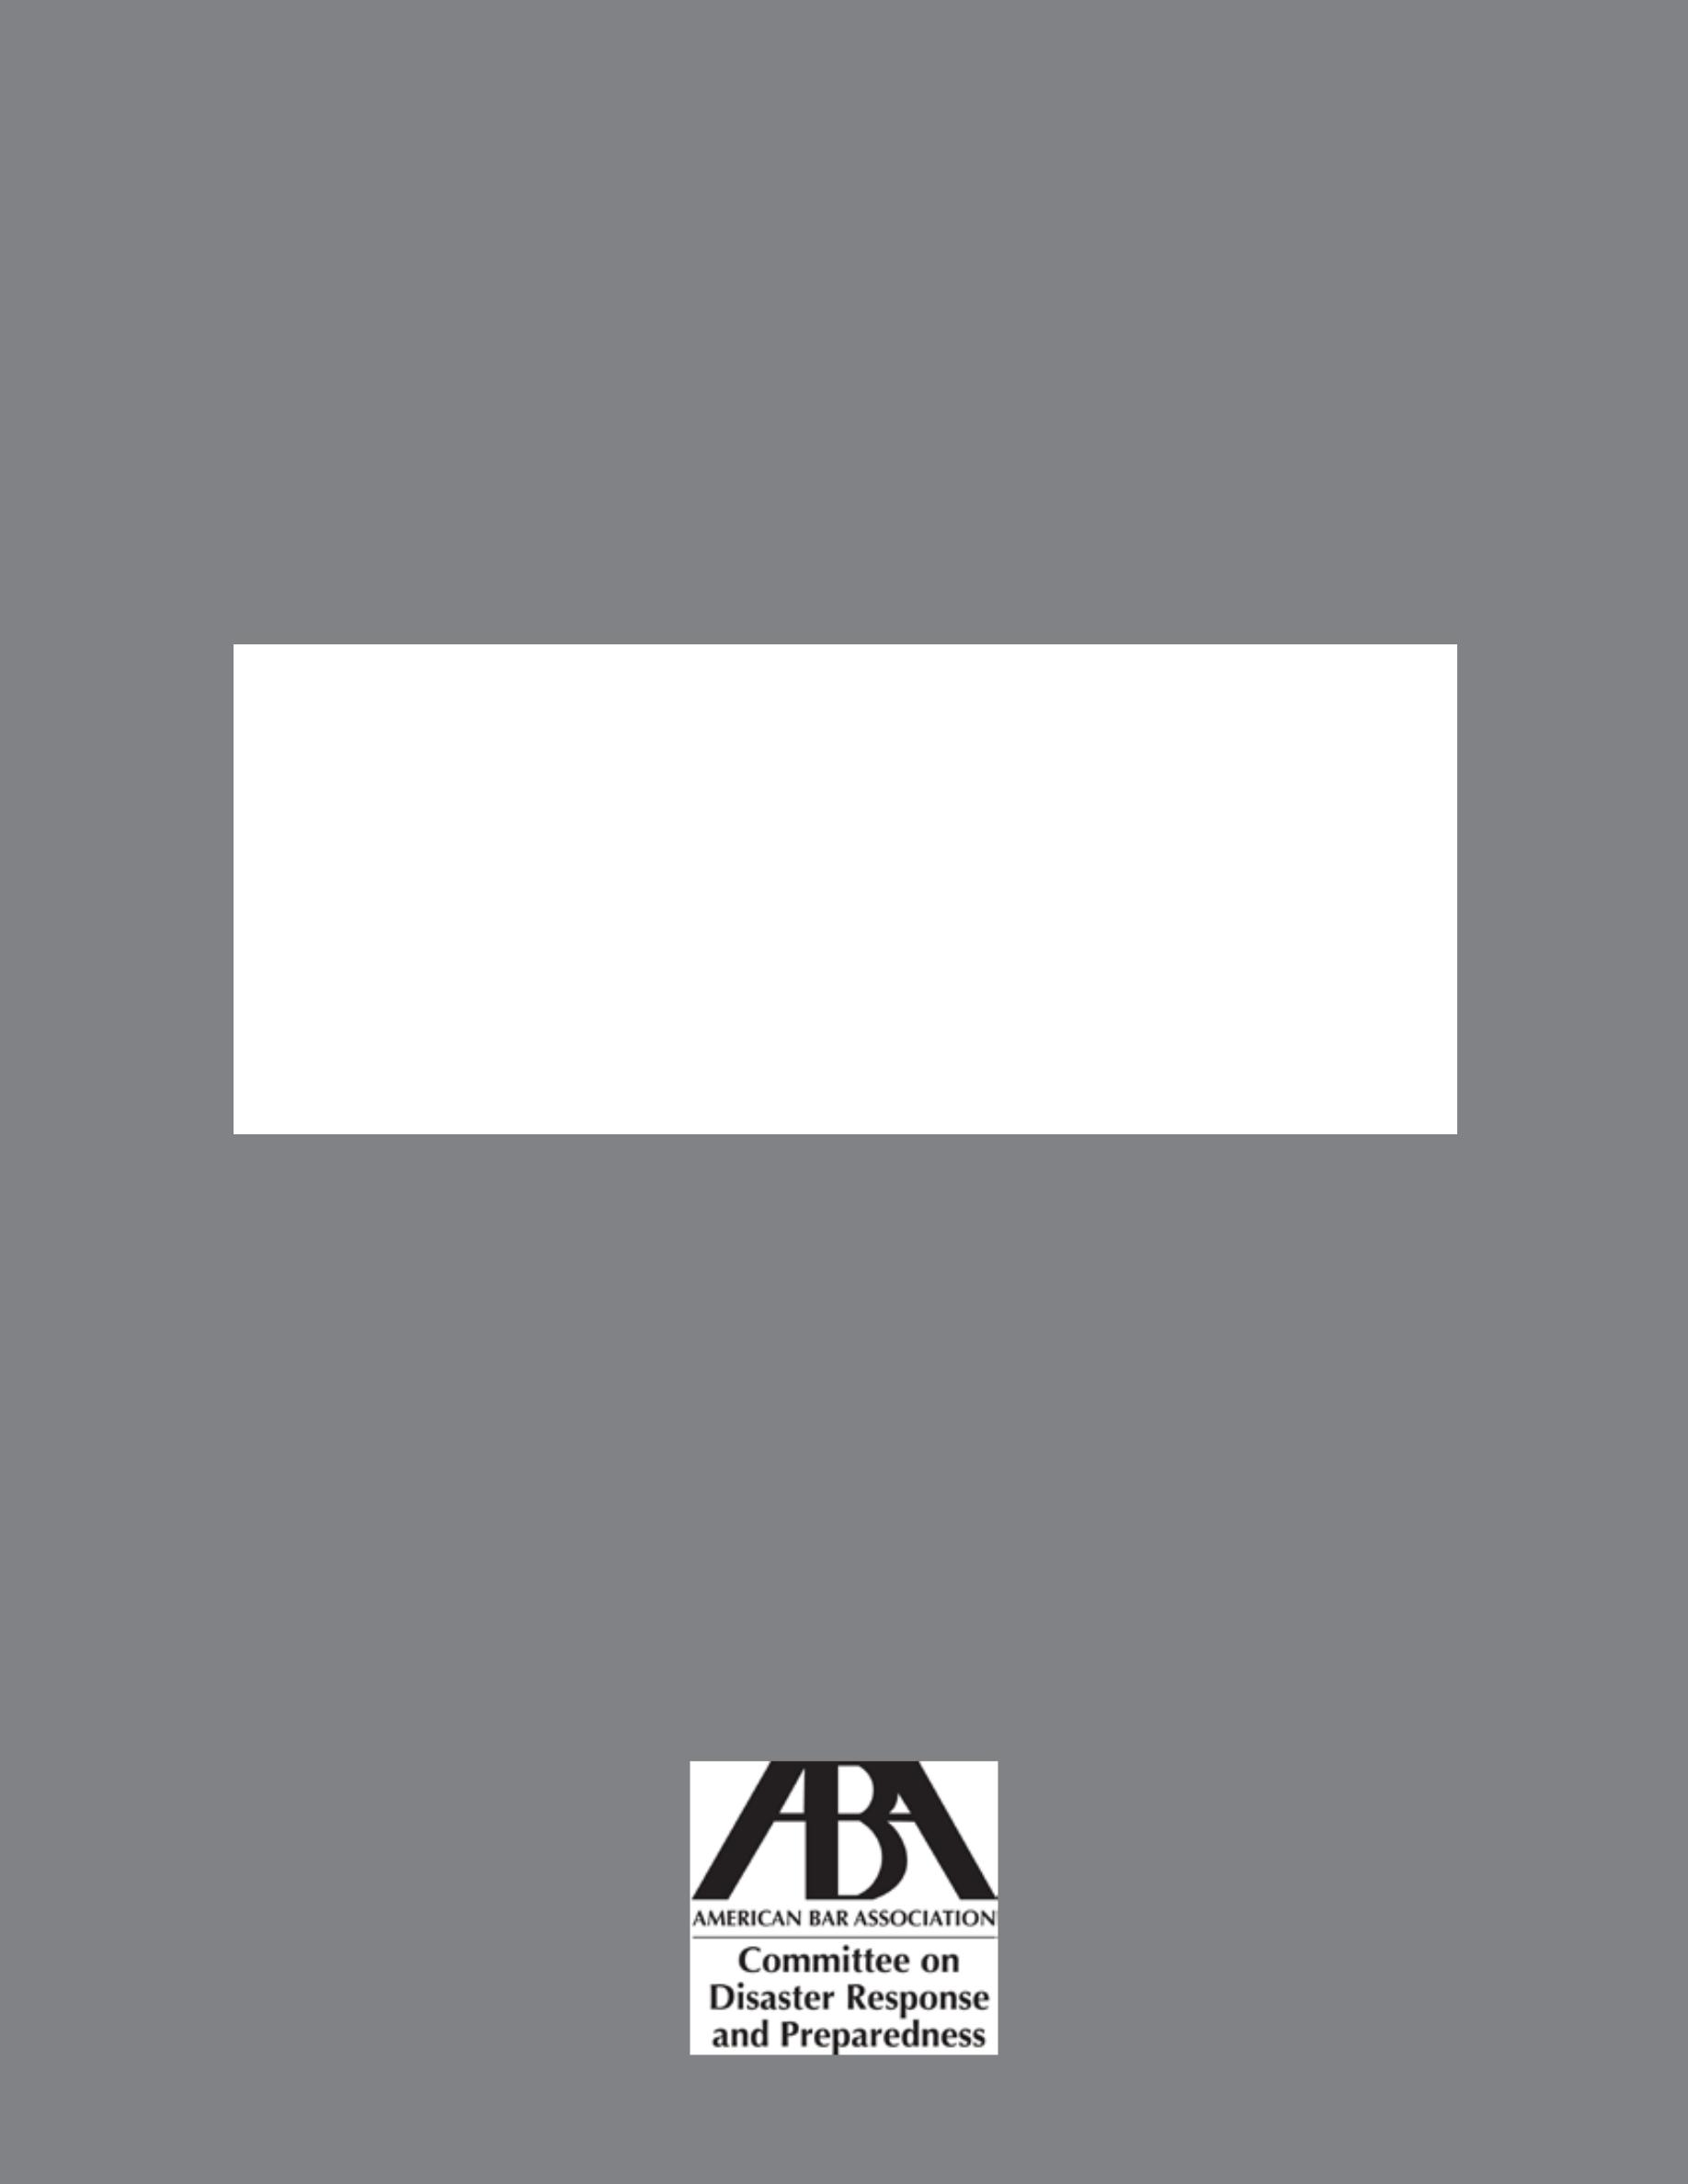 ABA
AMERICAN BAR ASSOCIATION
Committee on
Disaster Response
and Preparedness